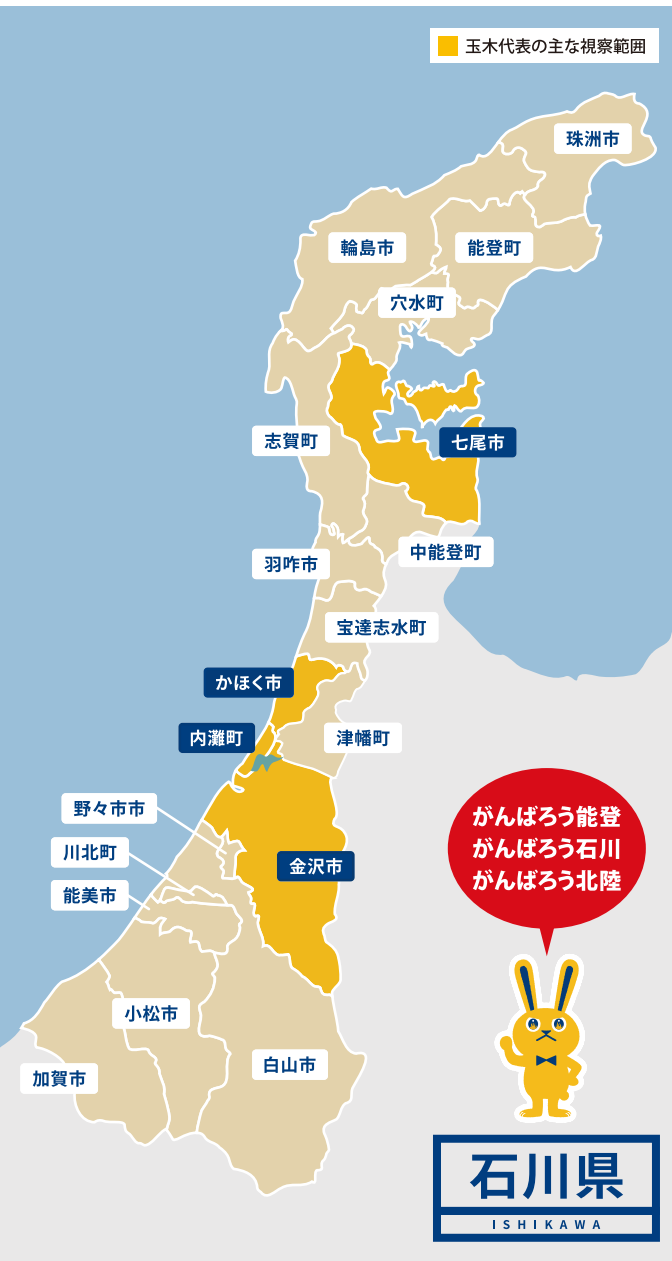 玉木代表の主な視察範囲
珠洲市
輪島市
能登町
穴水町
志賀町
七尾市
中能登町
羽咋市
宝達志水町
かほく市
内灘町
津幡町
野々市市
川北町
能美市
金沢市
がんばろう能登
がんばろう石川
がんばろう北陸
小松市
白山市
加賀市
石川県
ISHIKAWA